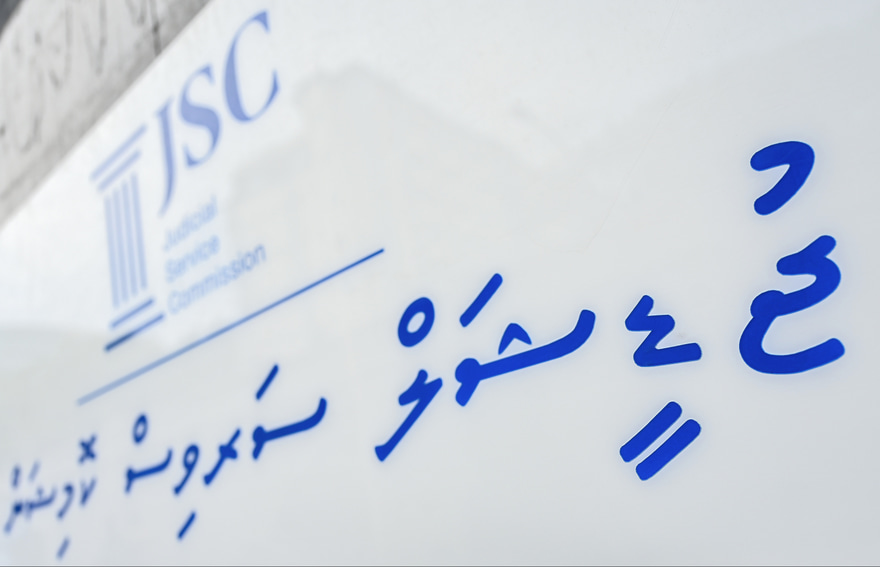 JSC
Judicial
Service
Commission
ޖުޑީޝަލް ސަރވިސް ކޮމިޝަން